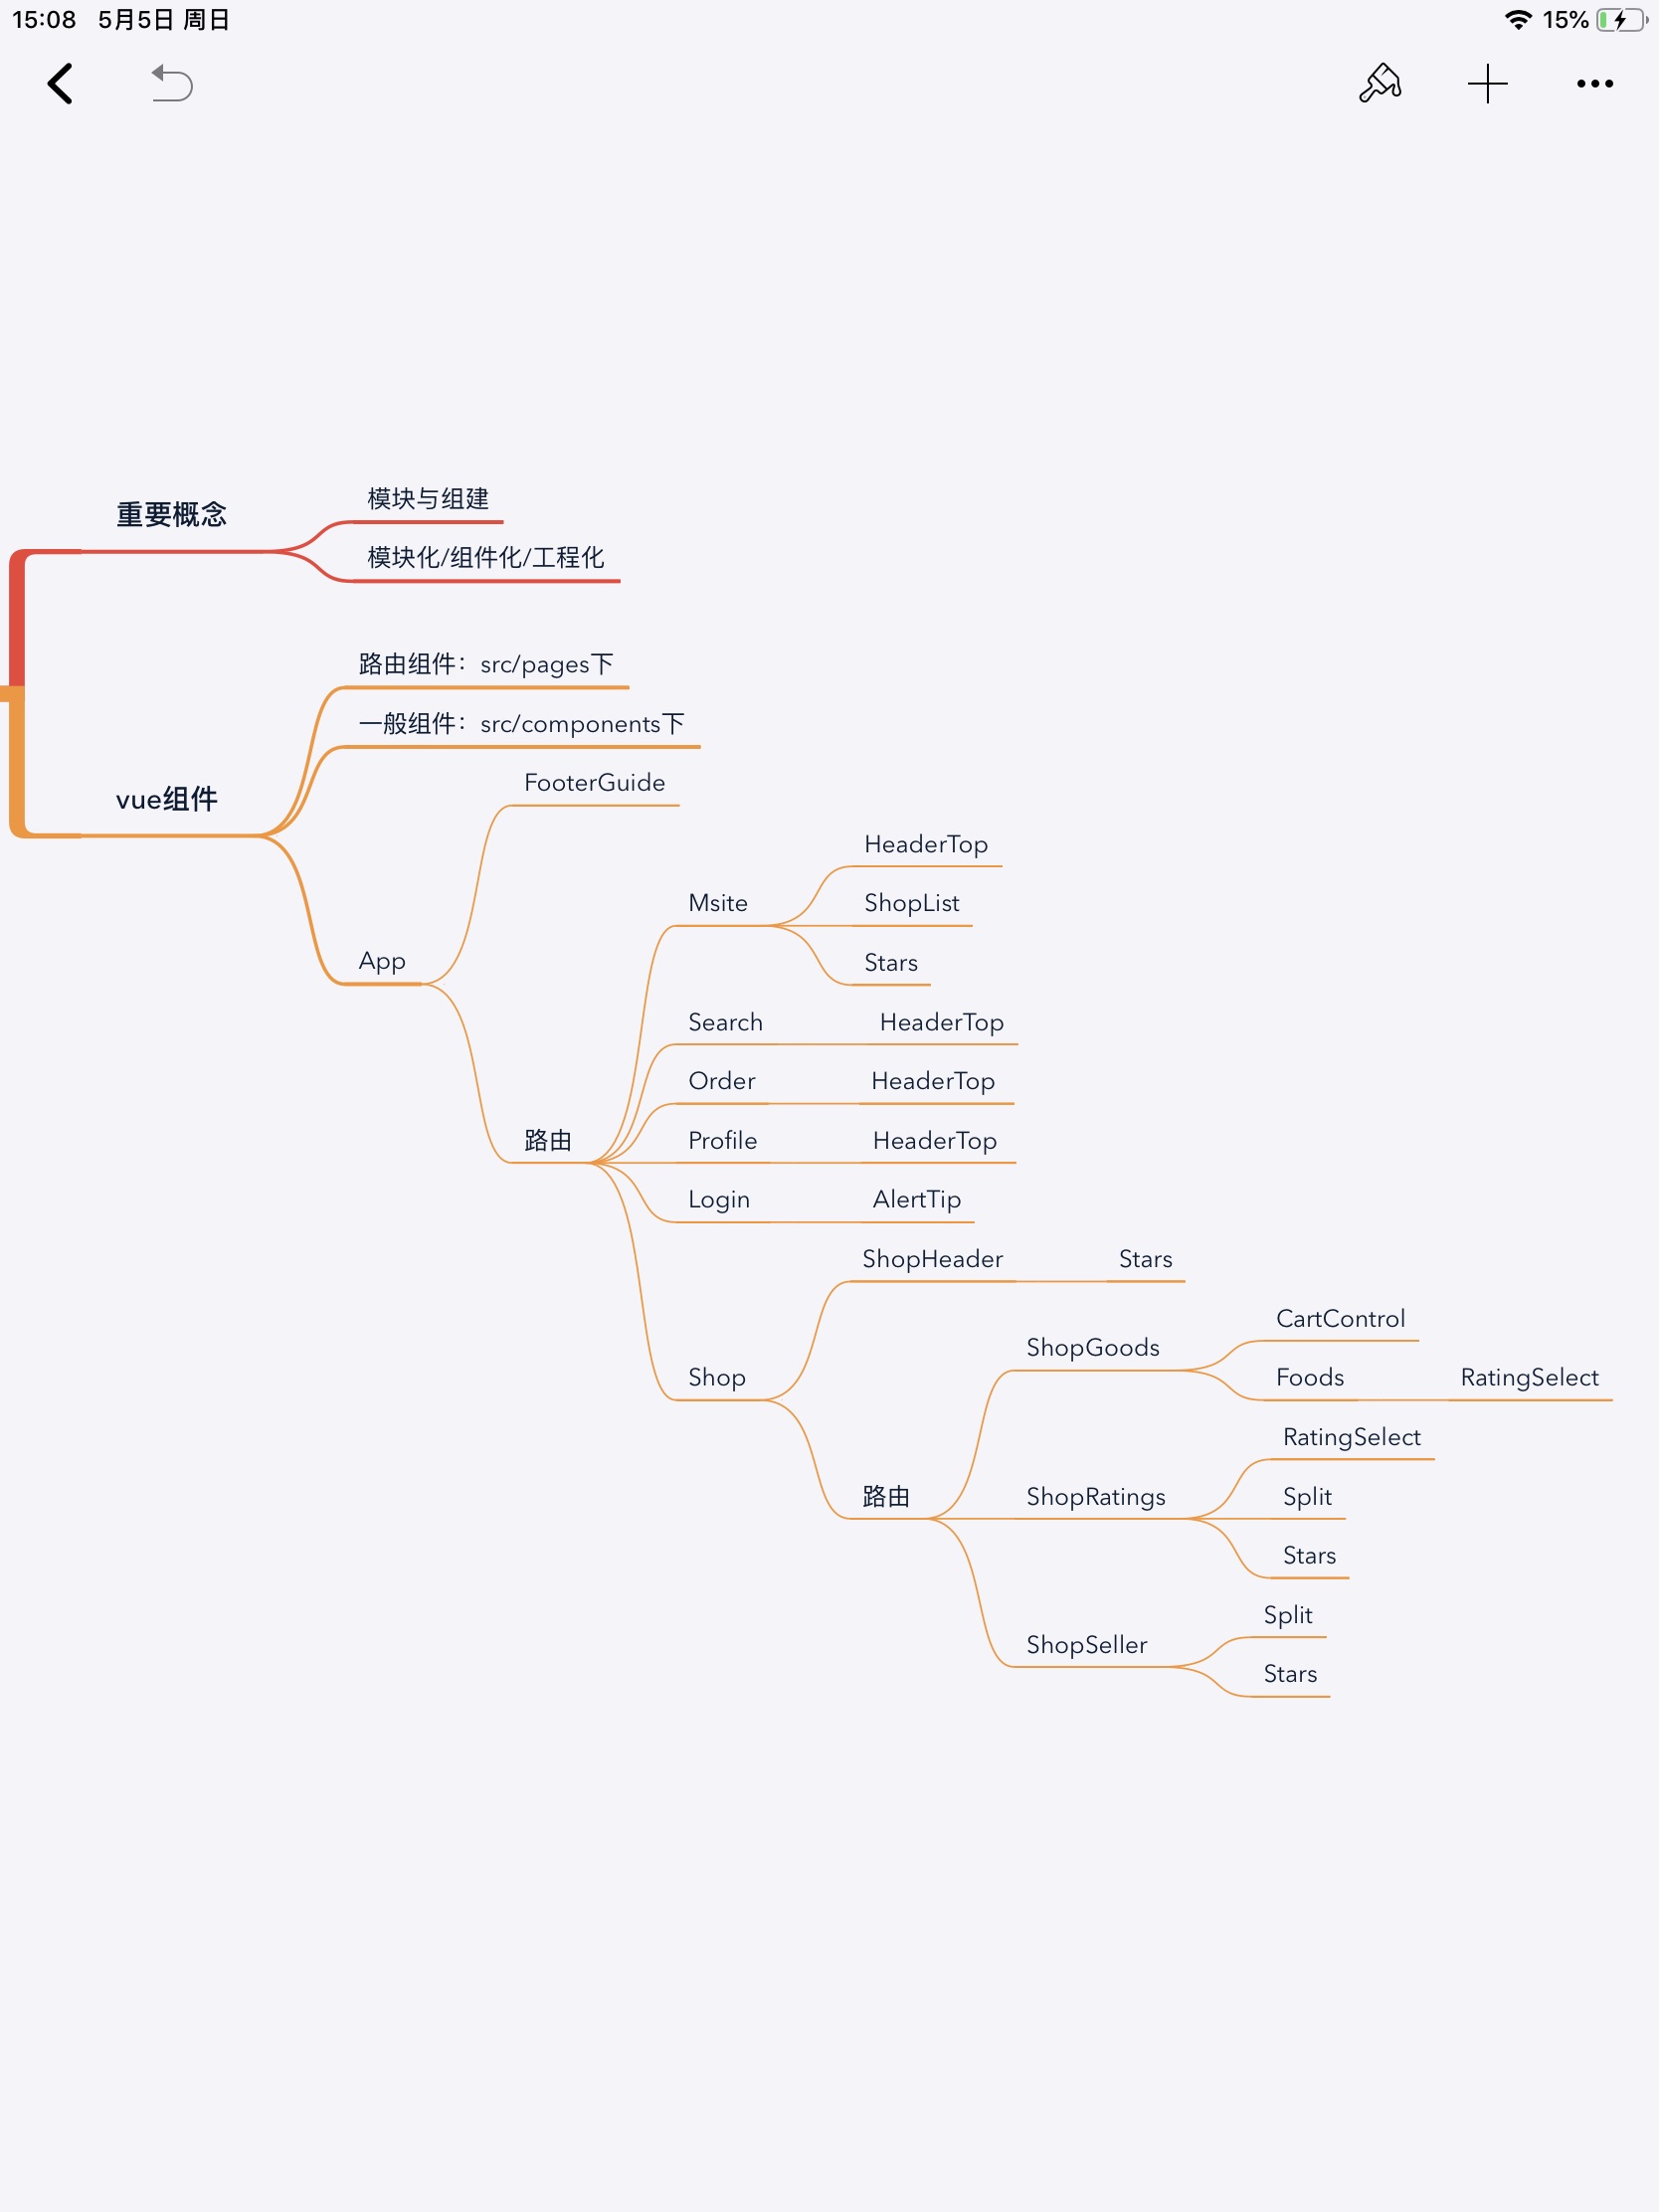 15:08 5月5日 周日 15%
重要概念
模块与组建
模块化/组件化/工程化
vue组件
路由组件：src/pages下
一般组件：src/components下
App
FooterGuide
路由
Msite
HeaderTop
ShopList
Stars
Search
HeaderTop
Order
HeaderTop
Profile
HeaderTop
Login
AlertTip
Shop
ShopHeader
Stars
路由
ShopGoods
CartControl
Foods
RatingSelect
ShopRatings
RatingSelect
Split
Stars
ShopSeller
Split
Stars